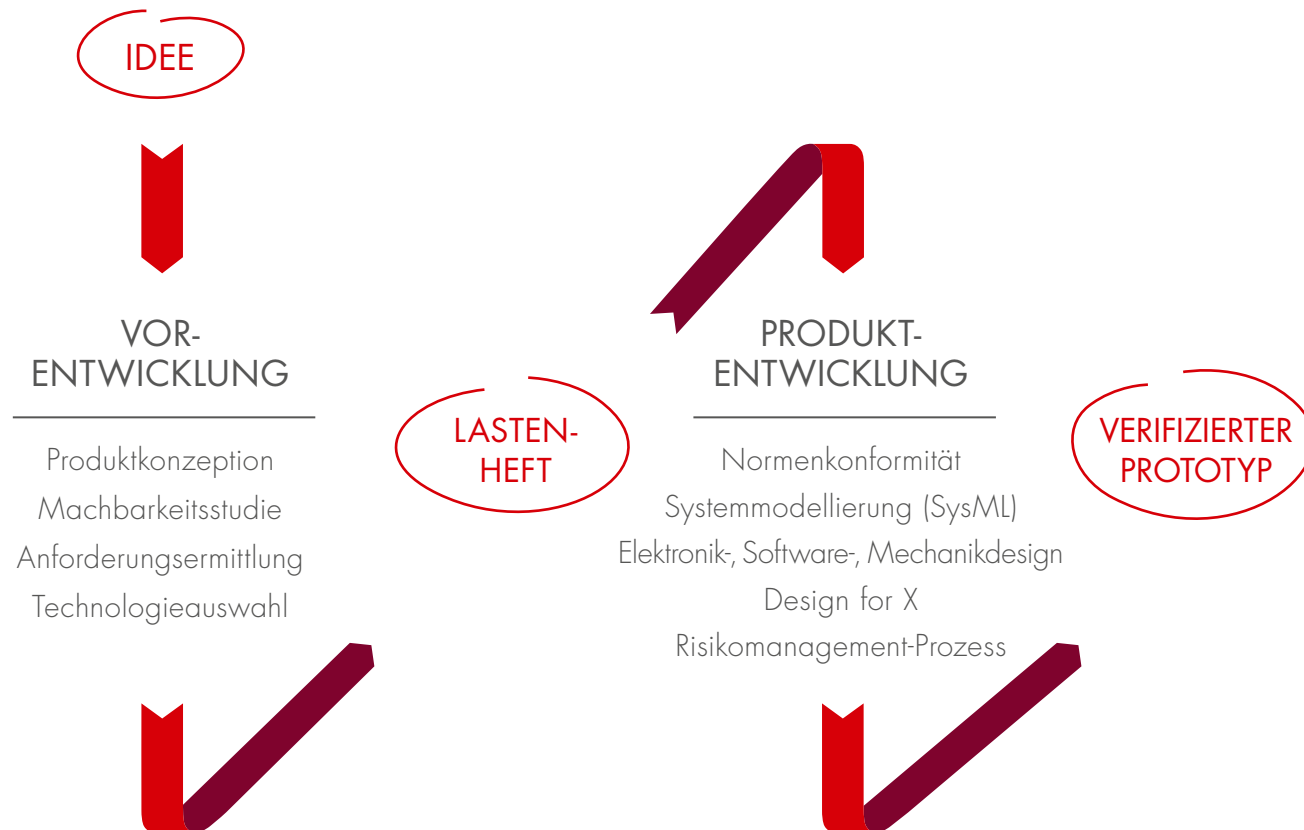 IDEE
VOR-
ENTWICKLUNG
Produktkonzeption
Machbarkeitsstudie
Anforderungsermittlung
Technologieauswahl
LASTEN-
HEFT
PRODUKT-
ENTWICKLUNG
Normenkonformität
Systemmodellierung (SysML)
Elektronik-, Software-, Mechanikdesign
Design for X
Risikomanagement-Prozess
VERIFIZIERTER
PROTOTYP